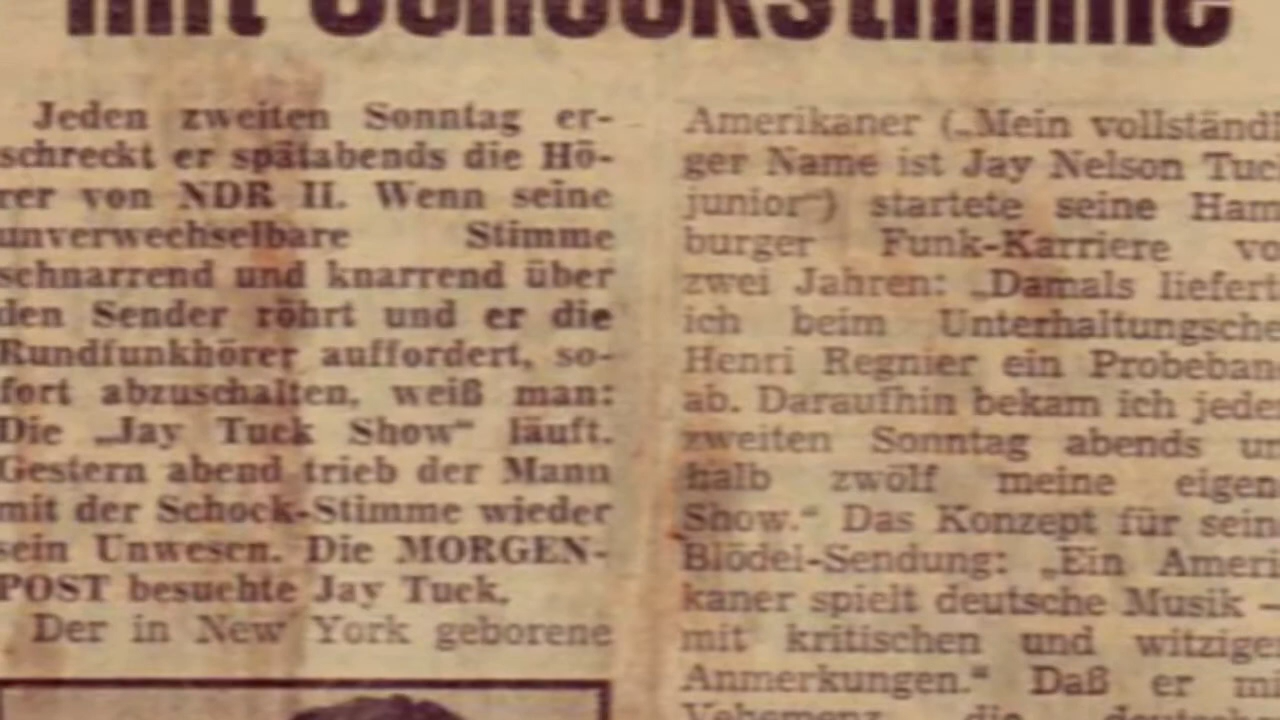 mit Schockstimme
Jeden zweiten Sonntag er-
schreckt er spätabends die Hö-
rer von NDR II. Wenn seine
unverwechselbare Stimme
schnarrend und knarrend über
den Sender röhrt und er die
Rundfunkhörer auffordert, so-
fort abzuschalten, weiß man:
Die „Jay Tuck Show“ läuft.
Gestern abend trieb der Mann
mit der Schock-Stimme wieder
sein Unwesen. Die MORGEN-
POST besuchte Jay Tuck.
Der in New York geborene
Amerikaner („Mein vollständi
ger Name ist Jay Nelson Tuc
junior“) startete seine Ham
burger Funk-Karriere vo
zwei Jahren: „Damals liefert
ich beim Unterhaltungsche
Henri Regnier ein Probeban
ab. Daraufhin bekam ich jede
zweiten Sonntag abends u
halb zwölf meine eigen
Show.“ Das Konzept für sein
Blödel-Sendung: „Ein Ameri
kaner spielt deutsche Musik –
mit kritischen und witzige
Anmerkungen.“ Daß er mi
Vehemenz die deutsch